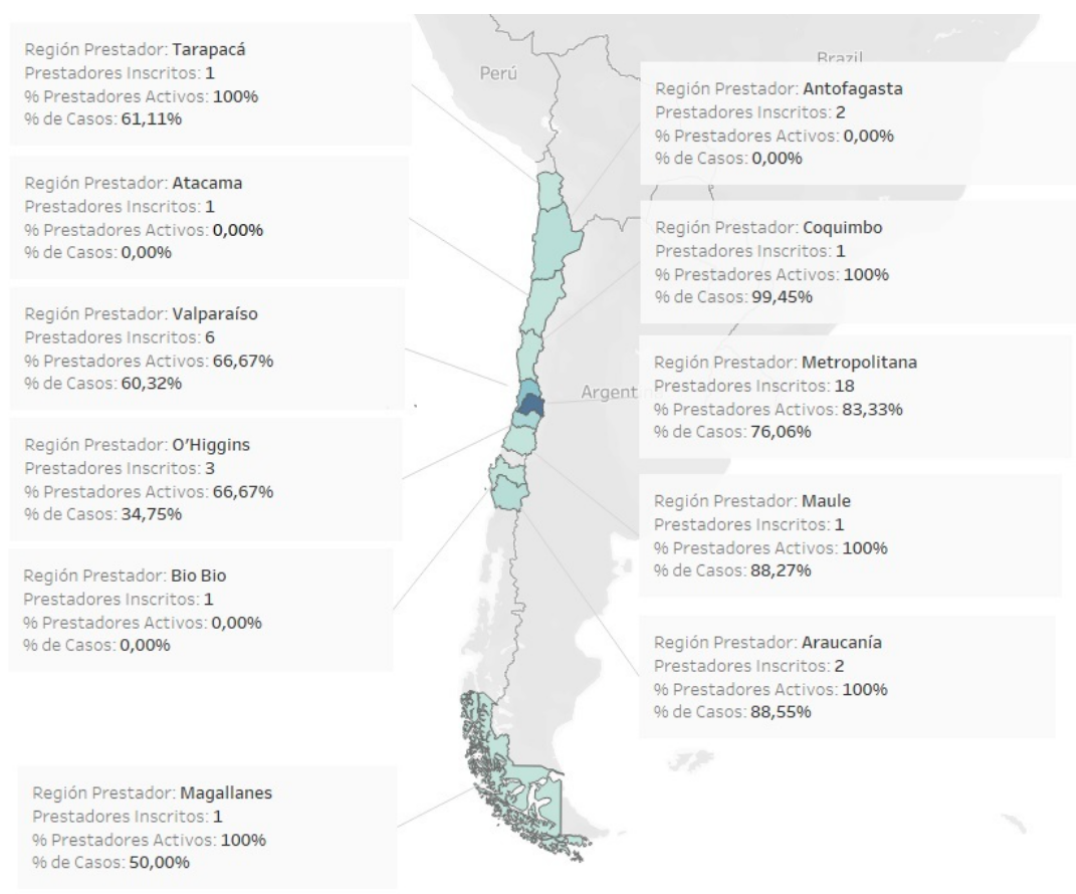 Región Prestador: Tarapacá
Prestadores Inscritos: 1
% Prestadores Activos: 100%
% de Casos: 61,11%
Región Prestador: Atacama
Prestadores Inscritos: 1
% Prestadores Activos: 0,00%
% de Casos: 0,00%
Región Prestador: Valparaíso
Prestadores Inscritos: 6
% Prestadores Activos: 66,67%
% de Casos: 60,32%
Región Prestador: O'Higgins
Prestadores Inscritos: 3
% Prestadores Activos: 66,67%
% de Casos: 34,75%
Región Prestador: Bio Bio
Prestadores Inscritos: 1
% Prestadores Activos: 0,00%
% de Casos: 0,00%
Región Prestador: Magallanes
Prestadores Inscritos: 1
% Prestadores Activos: 100%
% de Casos: 50,00%
Perú
Brazil
Argent
Región Prestador: Antofagasta
Prestadores Inscritos: 2
% Prestadores Activos: 0,00%
% de Casos: 0,00%
Región Prestador: Coquimbo
Prestadores Inscritos: 1
% Prestadores Activos: 100%
% de Casos: 99,45%
Región Prestador: Metropolitana
Prestadores Inscritos: 18
% Prestadores Activos: 83,33%
% de Casos: 76,06%
Región Prestador: Maule
Prestadores Inscritos: 1
% Prestadores Activos: 100%
% de Casos: 88,27%
Región Prestador: Araucanía
Prestadores Inscritos: 2
% Prestadores Activos: 100%
% de Casos: 88,55%